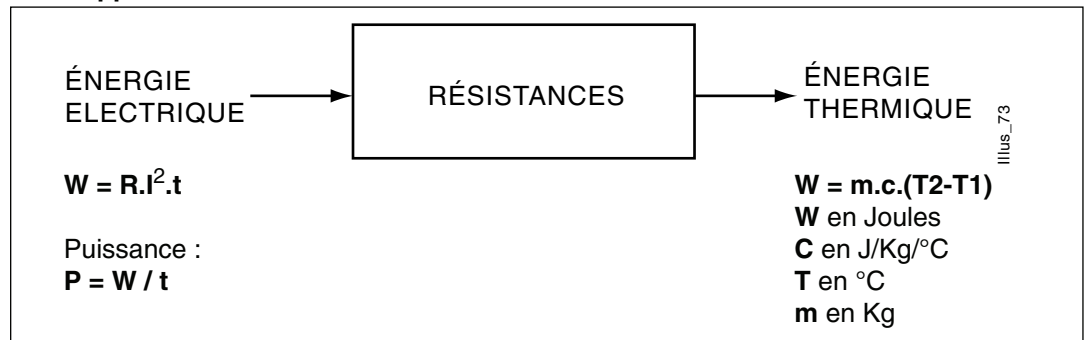 ÉNERGIE
ELECTRIQUE
RÉSISTANCES
ÉNERGIE
THERMIQUE
Illus_73
W = R.I².t
Puissance :
P = W / t
W = m.c.(T2-T1)
W en Joules
C en J/Kg/°C
T en °C
m en Kg